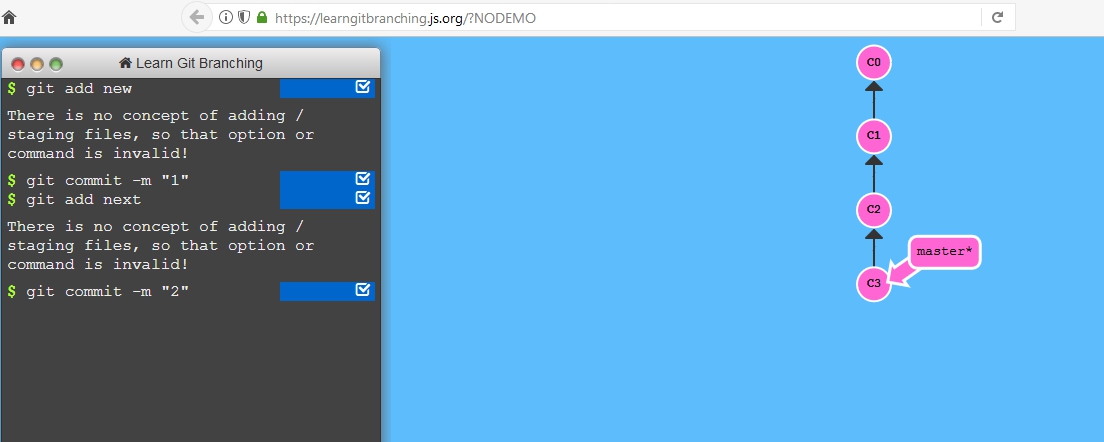 https://learngitbranching.js.org/?NODEMO
Learn Git Branching
$ git add new
There is no concept of adding /
staging files, so that option or
command is invalid!
$ git commit -m "1"
$ git add next
There is no concept of adding /
staging files, so that option or
command is invalid!
$ git commit -m "2"
C0
C1
C2
master*
C3